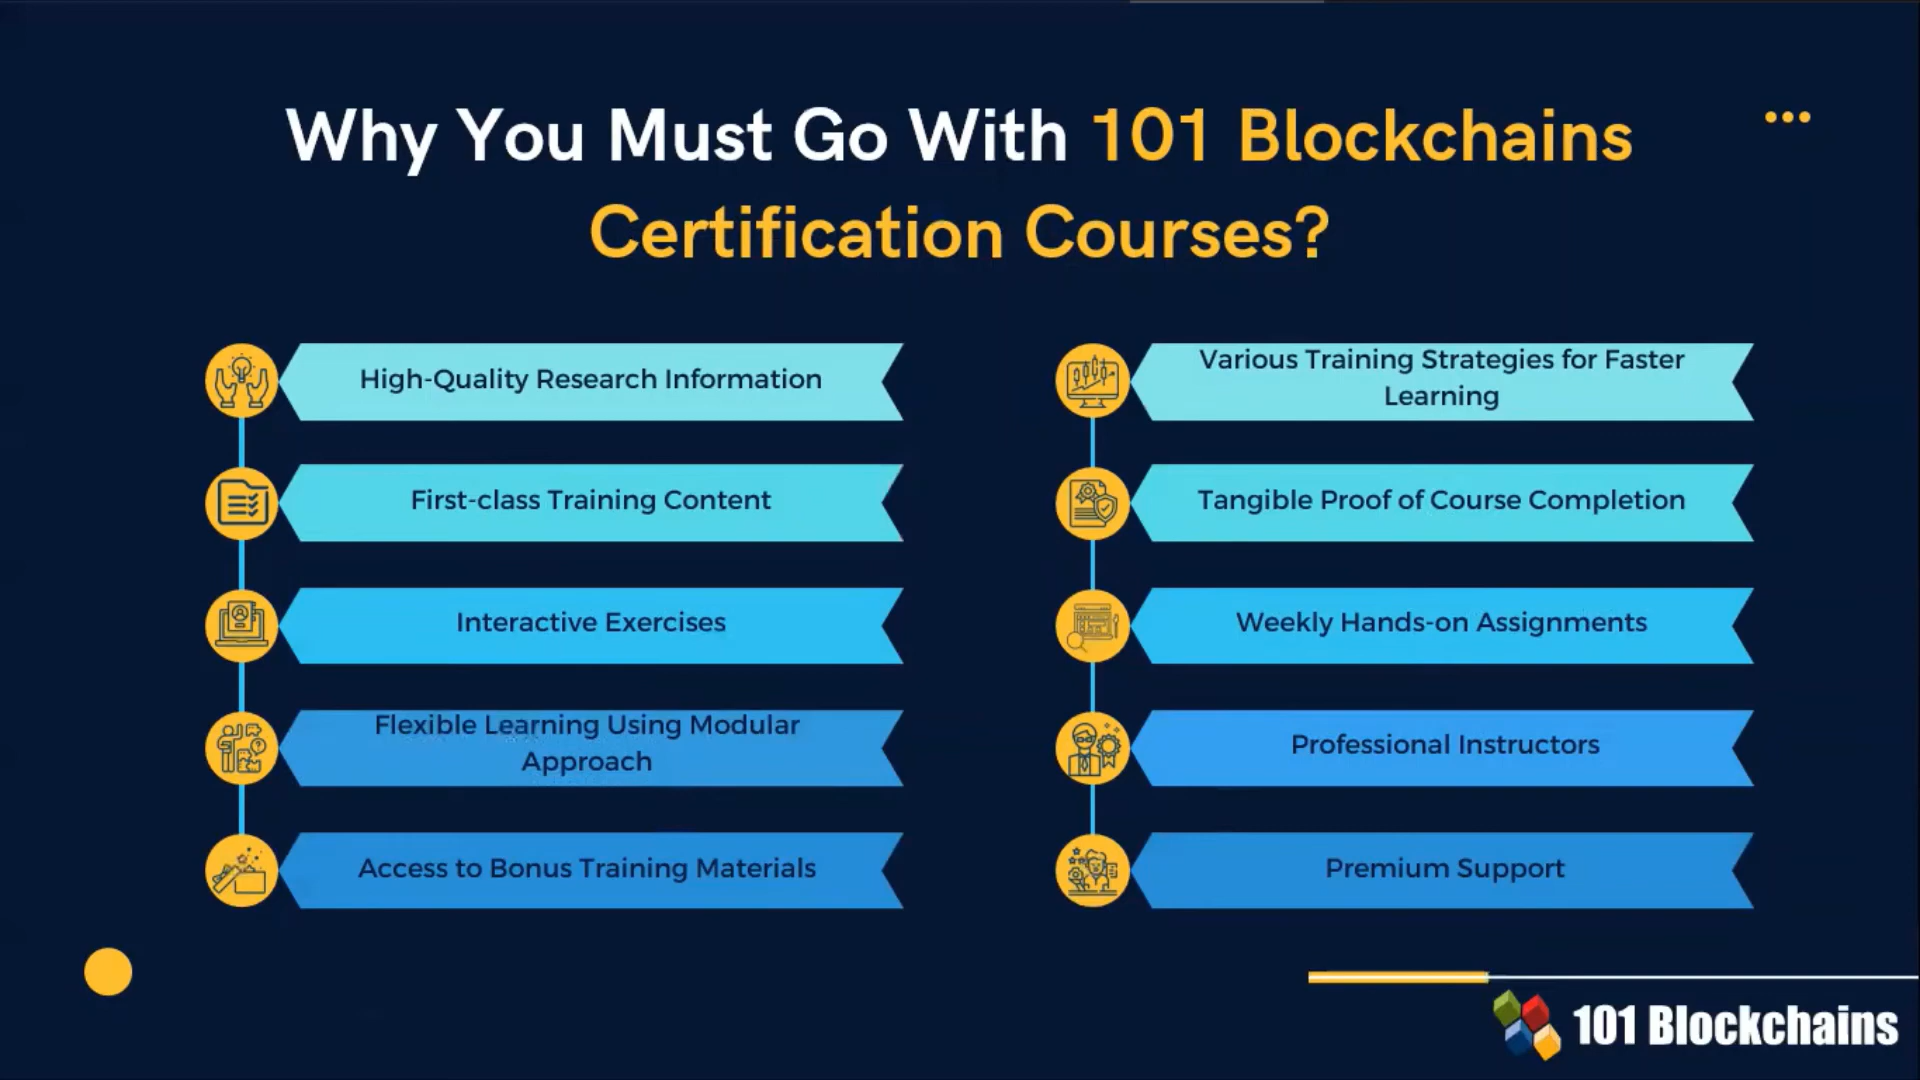 Why You Must Go With 101 Blockchains
Certification Courses?
High-Quality Research Information
First-class Training Content
Interactive Exercises
Flexible Learning Using Modular
Approach
Access to Bonus Training Materials
Various Training Strategies for Faster
Learning
Tangible Proof of Course Completion
Weekly Hands-on Assignments
Professional Instructors
Premium Support
101 Blockchains